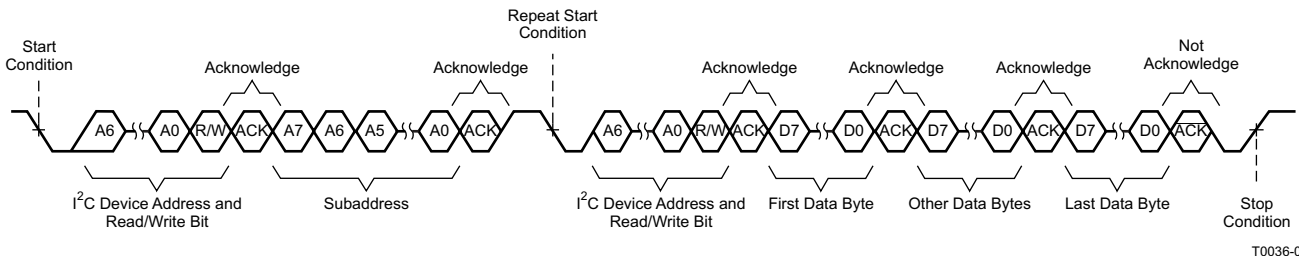 Repeat Start
Condition
Start
Condition
Not
Acknowledge
Acknowledge
Acknowledge
Acknowledge
Acknowledge
Acknowledge
A6 A0 R/W ACK A7 A6 A5 A0 ACK A6 A0 R/W ACK D7 D0 ACK D7 D0 ACK D7 D0 ACK
I²C Device Address and
Read/Write Bit
Subaddress
I²C Device Address and
Read/Write Bit
First Data Byte
Other Data Bytes
Last Data Byte
Stop
Condition
T0036-0